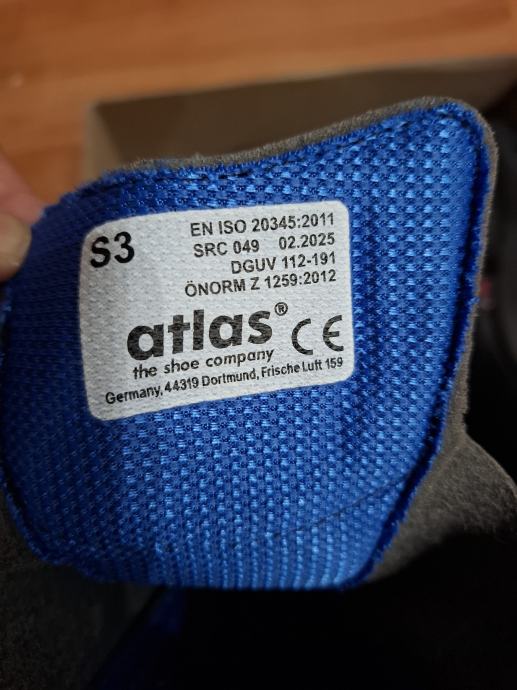 S3
EN ISO 20345:2011
SRC 049 02.2025
DGUV 112-191
ÖNORM Z 1259:2012
atlas®
the shoe company
CE
Germany, 44319 Dortmund, Frische Luft 159